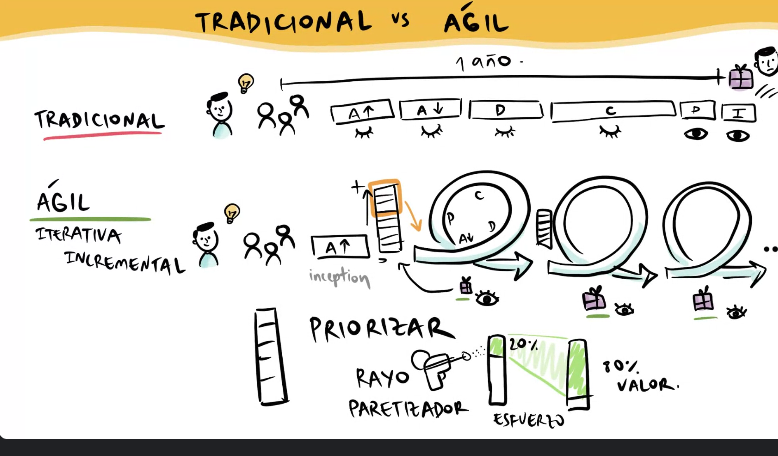 TRADICIONAL vs ÁGIL
1 año.
TRADICIONAL
A↑
A↓
D
C
P
I
ÁGIL
ITERATIVA
INCREMENTAL
A↑
inception
+
-
C
P
D
A↓
...
PRIORIZAR
RAYO
PARETIZADOR
P
20%
80%
VALOR.
ESFUERZO